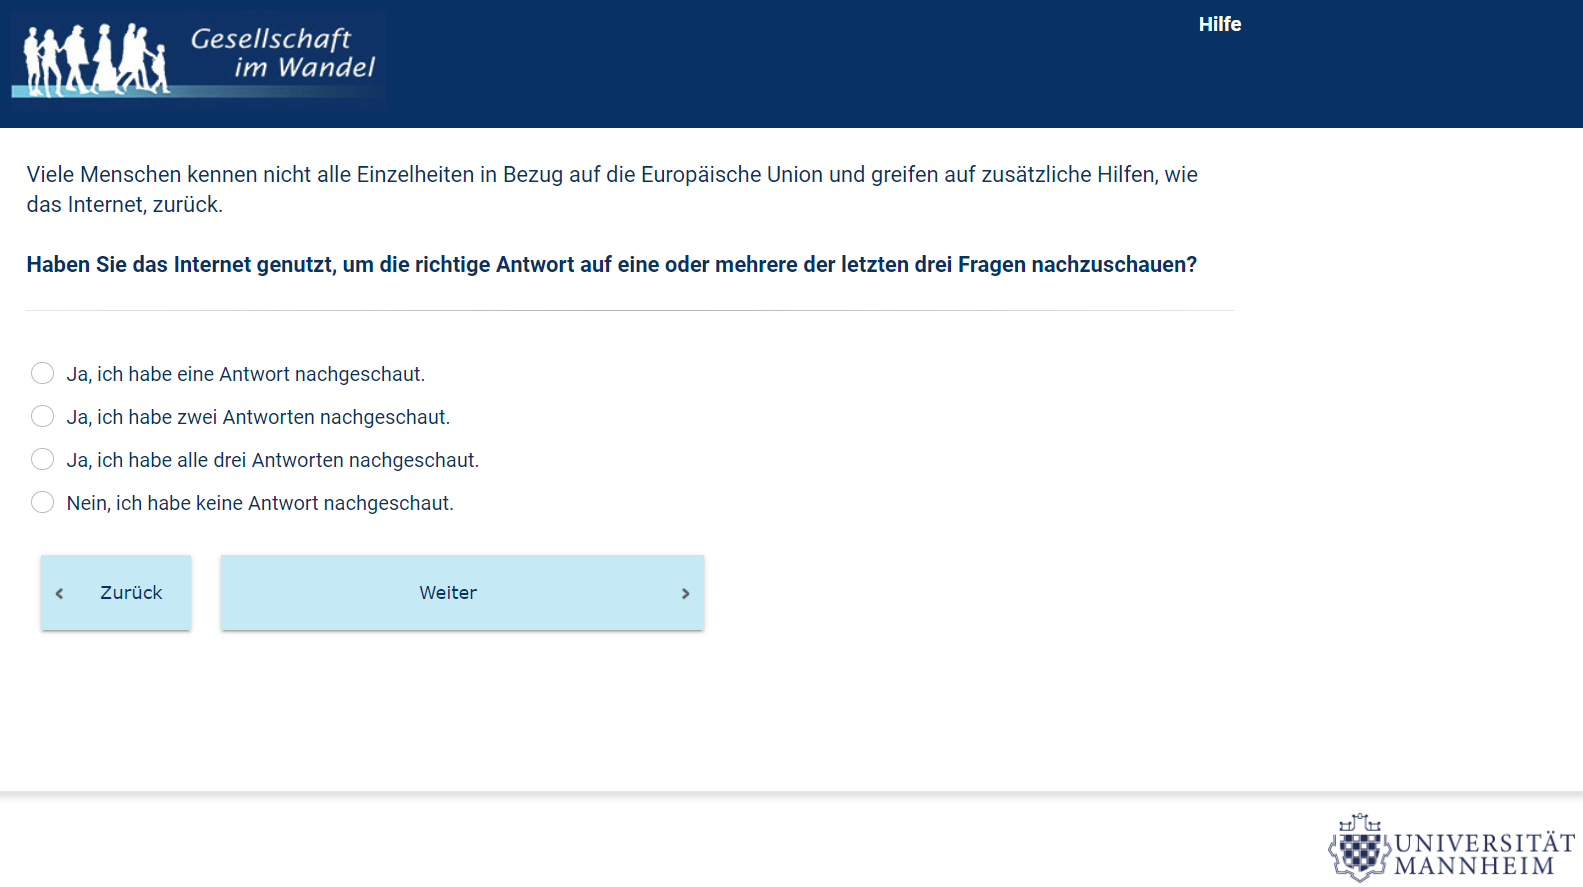 Gesellschaft
im Wandel
Hilfe
Viele Menschen kennen nicht alle Einzelheiten in Bezug auf die Europäische Union und greifen auf zusätzliche Hilfen, wie
das Internet, zurück.
Haben Sie das Internet genutzt, um die richtige Antwort auf eine oder mehrere der letzten drei Fragen nachzuschauen?
Ja, ich habe eine Antwort nachgeschaut.
Ja, ich habe zwei Antworten nachgeschaut.
Ja, ich habe alle drei Antworten nachgeschaut.
Nein, ich habe keine Antwort nachgeschaut.
Zurück
Weiter
UNIVERSITÄT
MANNHEIM